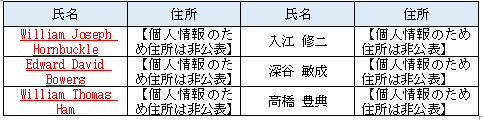 氏名 住所 氏名 住所
William Joseph Hornbuckle 【個人情報のため住所は非公表】 入江 修二 【個人情報のため住所は非公表】
Edward David Bowers 【個人情報のため住所は非公表】 深谷 敏成 【個人情報のため住所は非公表】
William Thomas Ham 【個人情報のため住所は非公表】 高橋 豊典 【個人情報のため住所は非公表】